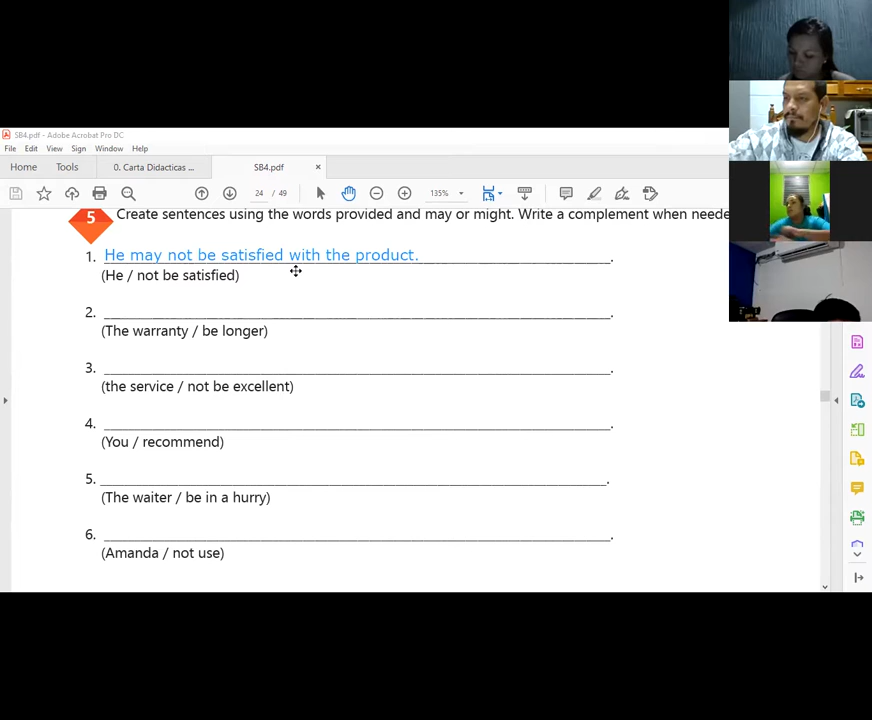 SB4.pdf - Adobe Acrobat Pro DC
File Edit View Sign Window Help
Home Tools 0. Carta Didacticas ... SB4.pdf ×
24 / 49 135%
5 Create sentences using the words provided and may or might. Write a complement when neede
1. He may not be satisfied with the product. .
(He / not be satisfied)
2. .
(The warranty / be longer)
3. .
(the service / not be excellent)
4. .
(You / recommend)
5. .
(The waiter / be in a hurry)
6. .
(Amanda / not use)